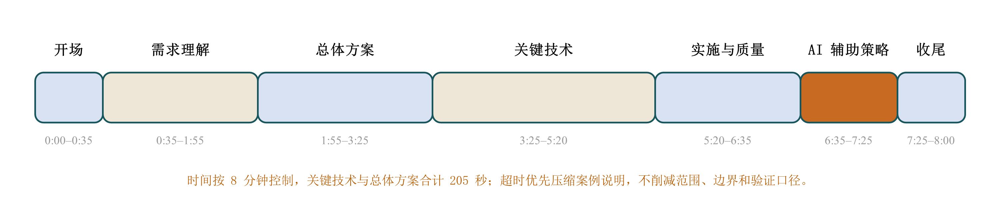 开场 需求理解 总体方案 关键技术 实施与质量 AI 辅助策略 收尾
0:00–0:35 0:35–1:55 1:55–3:25 3:25–5:20 5:20–6:35 6:35–7:25 7:25–8:00
时间按 8 分钟控制，关键技术与总体方案合计 205 秒；超时优先压缩案例说明，不削减范围、边界和验证口径。